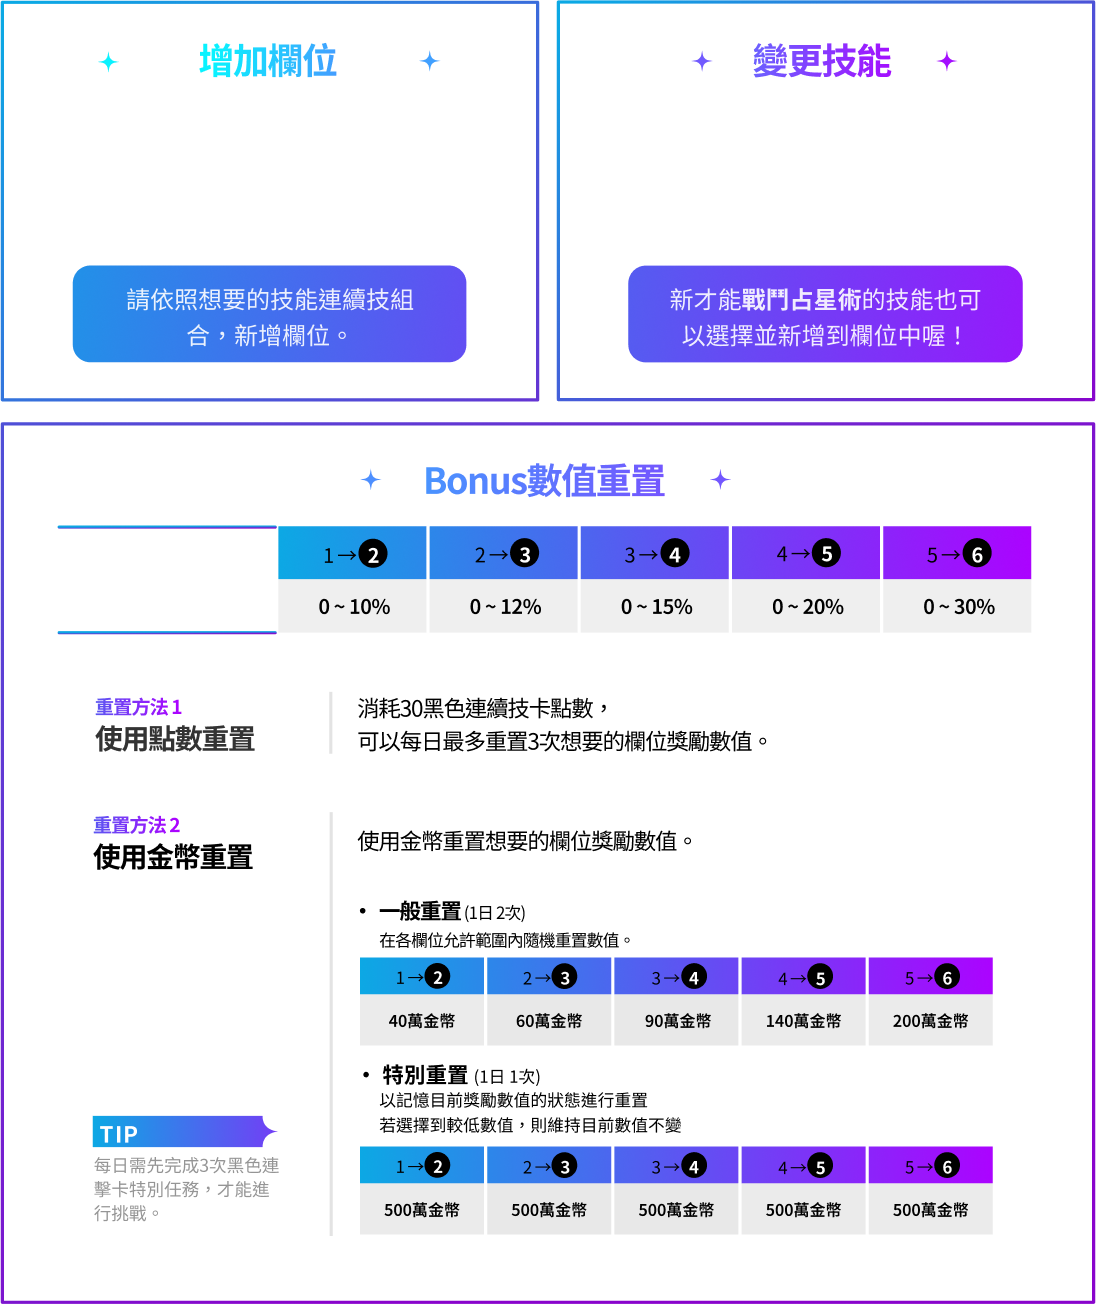 增加欄位
請依照想要的技能連續技組
合，新增欄位。
變更技能
新才能戰鬥占星術的技能也可
以選擇並新增到欄位中喔！
Bonus數值重置
1→2 2→3 3→4 4→5 5→6
0 ~ 10% 0 ~ 12% 0 ~ 15% 0 ~ 20% 0 ~ 30%
重置方法 1
使用點數重置
消耗30黑色連續技卡點數，
可以每日最多重置3次想要的欄位獎勵數值。
重置方法 2
使用金幣重置
使用金幣重置想要的欄位獎勵數值。
• 一般重置 (1日 2次)
在各欄位允許範圍內隨機重置數值。
1→2 2→3 3→4 4→5 5→6
40萬金幣 60萬金幣 90萬金幣 140萬金幣 200萬金幣
• 特別重置 (1日 1次)
以記憶目前獎勵數值的狀態進行重置
若選擇到較低數值，則維持目前數值不變
1→2 2→3 3→4 4→5 5→6
500萬金幣 500萬金幣 500萬金幣 500萬金幣 500萬金幣
TIP
每日需先完成3次黑色連
擊卡特別任務，才能進
行挑戰。